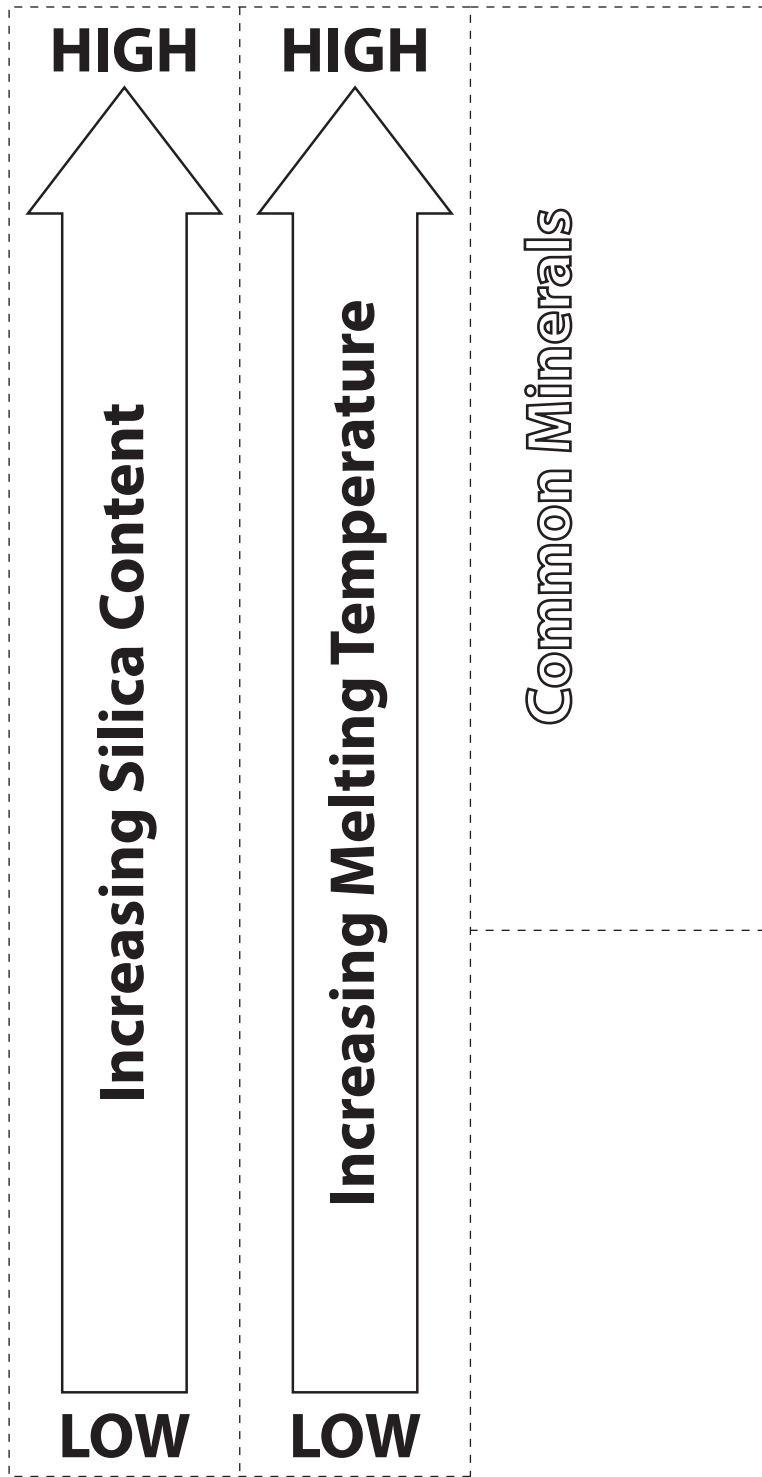 HIGH
Increasing Silica Content
LOW
HIGH
Increasing Melting Temperature
LOW
Common Minerals